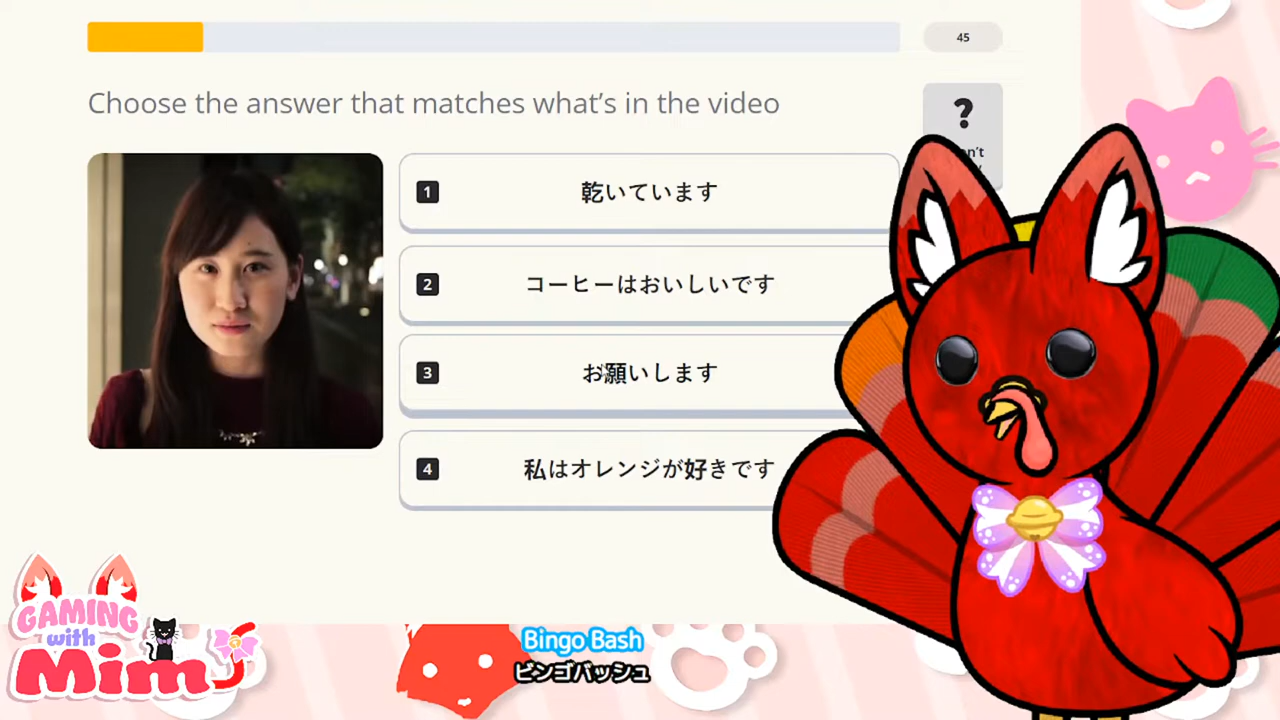 45
Choose the answer that matches what's in the video
?
1 乾いています
2 コーヒーはおいしいです
3 お願いします
4 私はオレンジが好きです
GAMING
with
Mim
Bingo Bash
ビンゴバッシュ